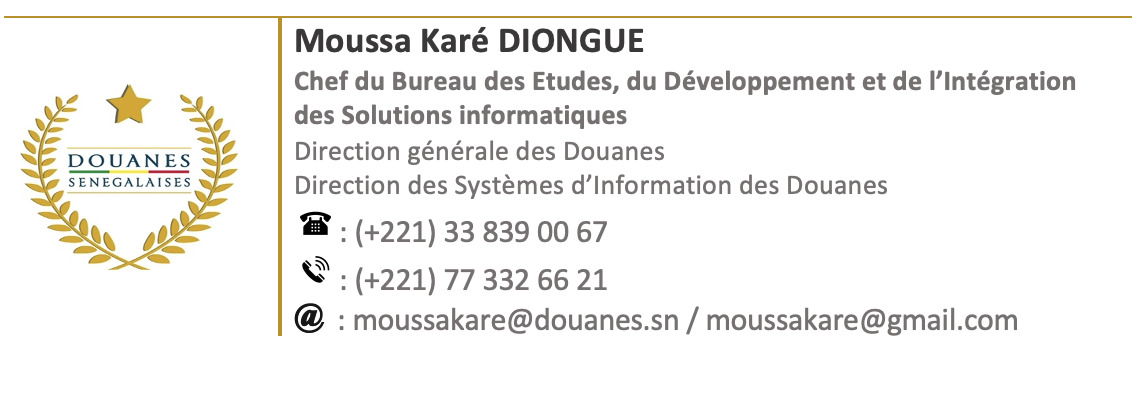 DOUANES
SENEGALAISES
Moussa Karé DIONGUE
Chef du Bureau des Etudes, du Développement et de l’Intégration
des Solutions informatiques
Direction générale des Douanes
Direction des Systèmes d’Information des Douanes
: (+221) 33 839 00 67
: (+221) 77 332 66 21
@ : moussakare@douanes.sn / moussakare@gmail.com